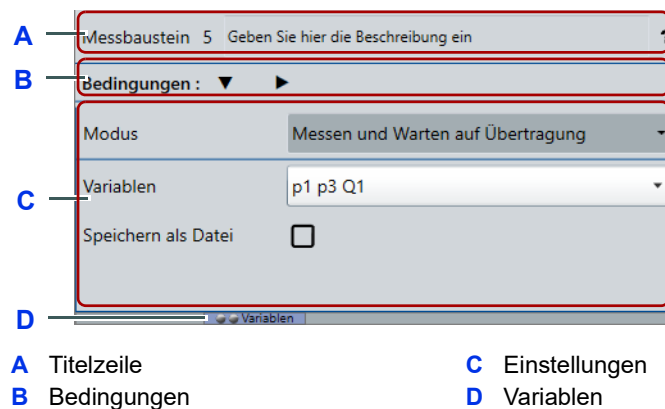 A Messbaustein 5 Geben Sie hier die Beschreibung ein
B Bedingungen : ▼ ▶
Modus Messen und Warten auf Übertragung
C Variablen p1 p3 Q1
Speichern als Datei
D Variablen
A Titelzeile C Einstellungen
B Bedingungen D Variablen